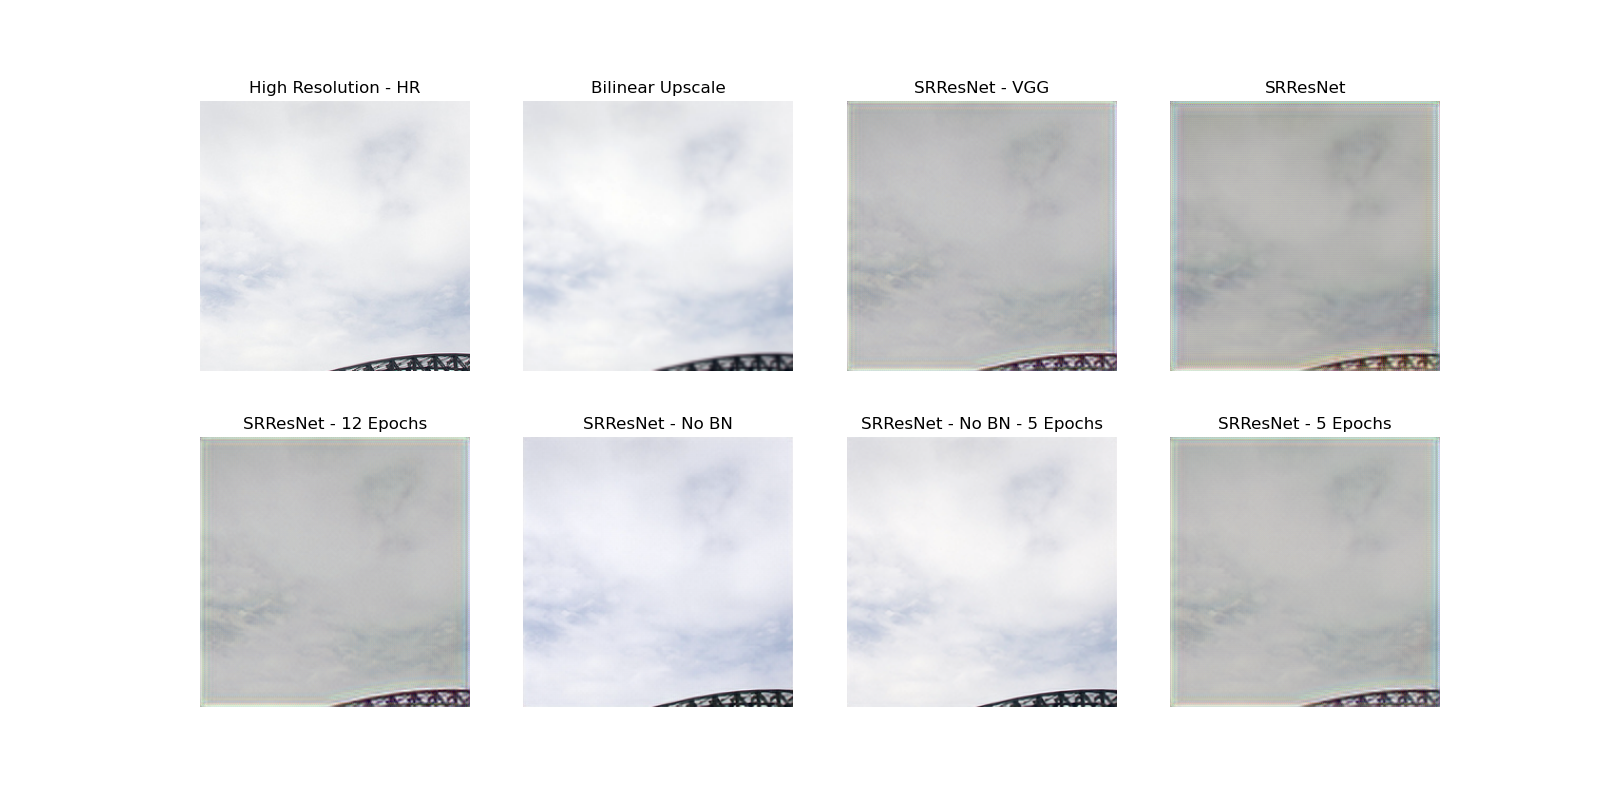 High Resolution - HR
Bilinear Upscale
SRResNet - VGG
SRResNet
SRResNet - 12 Epochs
SRResNet - No BN
SRResNet - No BN - 5 Epochs
SRResNet - 5 Epochs